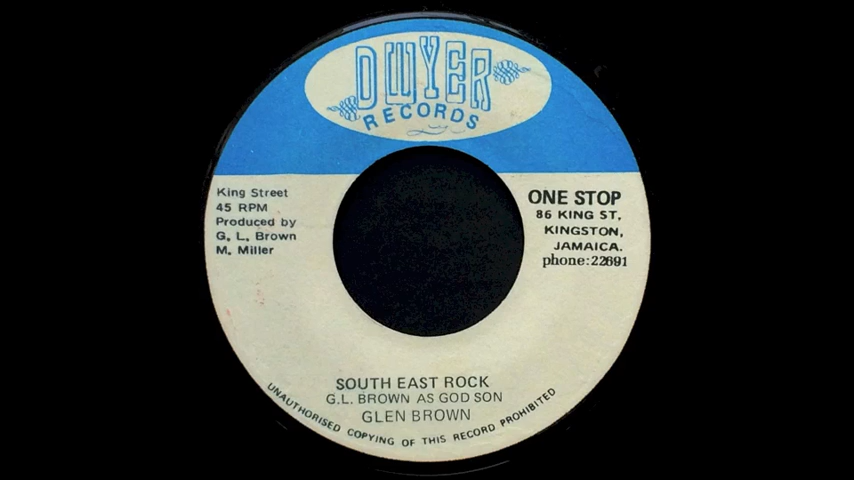 DWYER
RECORDS
King Street
45 RPM
Produced by
G. L. Brown
M. Miller
ONE STOP
86 KING ST,
KINGSTON,
JAMAICA.
phone:22691
SOUTH EAST ROCK
G.L. BROWN AS GOD SON
GLEN BROWN
UNAUTHORISED COPYING OF THIS RECORD PROHIBITED